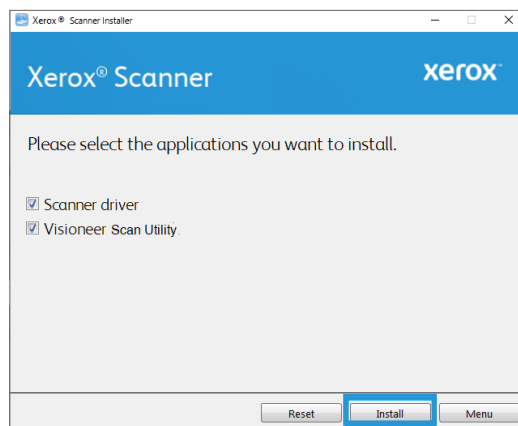 Xerox® Scanner Installer
Xerox® Scanner
xerox™
Please select the applications you want to install.
Scanner driver
Visioneer Scan Utility.
Reset Install Menu